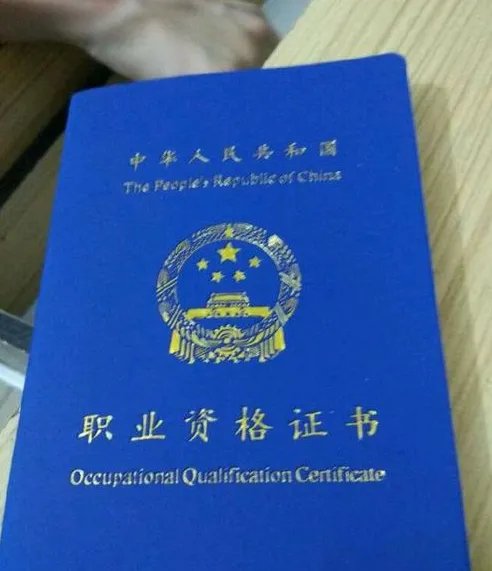 中华人民共和国
The People's Republic of China
职业资格证书
Occupational Qualification Certificate